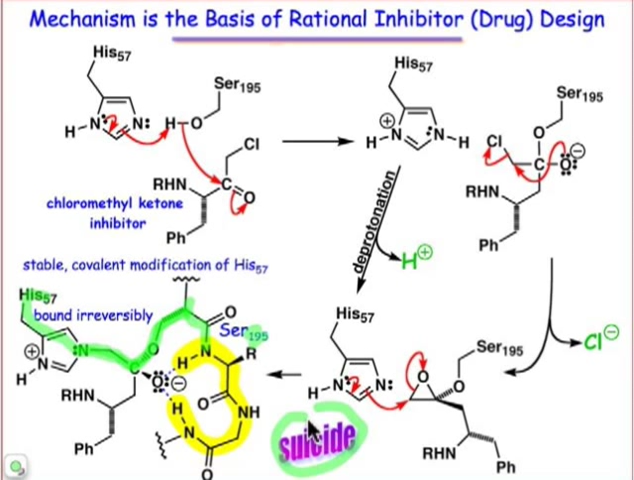 Mechanism is the Basis of Rational Inhibitor (Drug) Design
His57
Ser195
H-N
N:
H-O
Cl
RHN
C
O
chloromethyl ketone
inhibitor
Ph
His57
Ser195
⊕
H
N
N-H
Cl
O
C
O
⊖
RHN
Ph
deprotonation
H⊕
Cl⊖
stable, covalent modification of His57
His57
bound irreversibly
O
Ser195
⊕
N
N
H
O
C
O
⊖
H
N
R
RHN
O
NH
H
N
Ph
O
His57
H
N
N:
O
O
Ser195
RHN
Ph
suicide